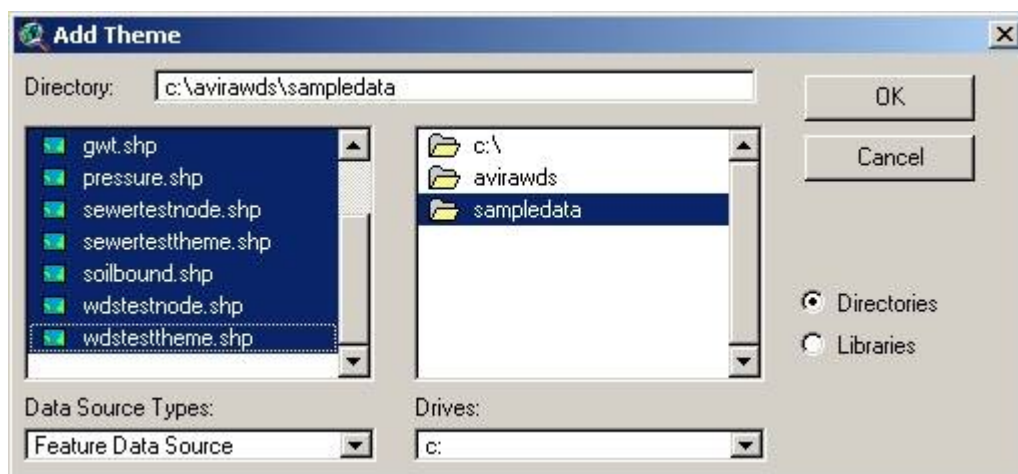 Add Theme
Directory: c:\avirawds\sampledata
OK
Cancel
gwt.shp
pressure.shp
sewertestnode.shp
sewertesttheme.shp
soilbound.shp
wdstestnode.shp
wdstesttheme.shp
c:\
avirawds
sampledata
Directories
Libraries
Data Source Types:
Feature Data Source
Drives:
c: